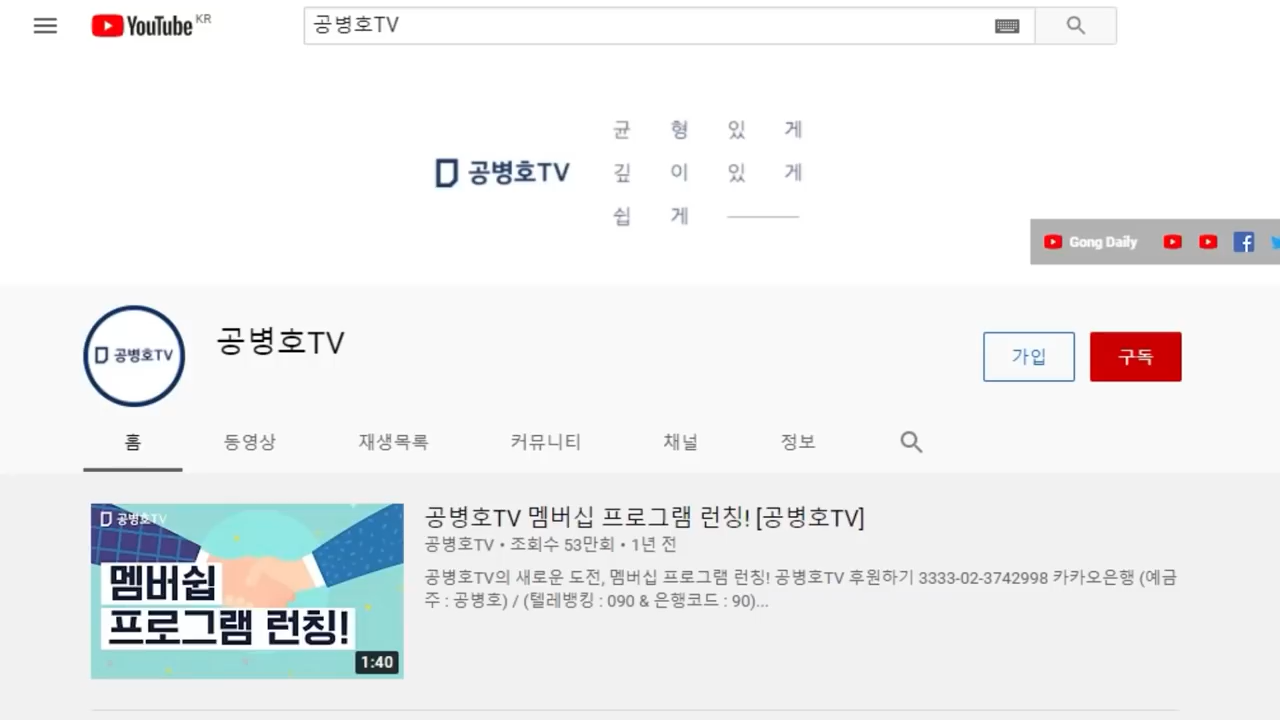 YouTube KR
공병호TV
균 형 있 게
공병호TV
깊 이 있 게
쉽 게
Gong Daily
공병호TV
공병호TV
가입
구독
홈 동영상 재생목록 커뮤니티 채널 정보
공병호TV
멤버쉽
프로그램 런칭!
1:40
공병호TV 멤버십 프로그램 런칭! [공병호TV]
공병호TV • 조회수 53만회 • 1년 전
공병호TV의 새로운 도전, 멤버십 프로그램 런칭! 공병호TV 후원하기 3333-02-3742998 카카오은행 (예금
주 : 공병호) / (텔레뱅킹 : 090 & 은행코드 : 90)...